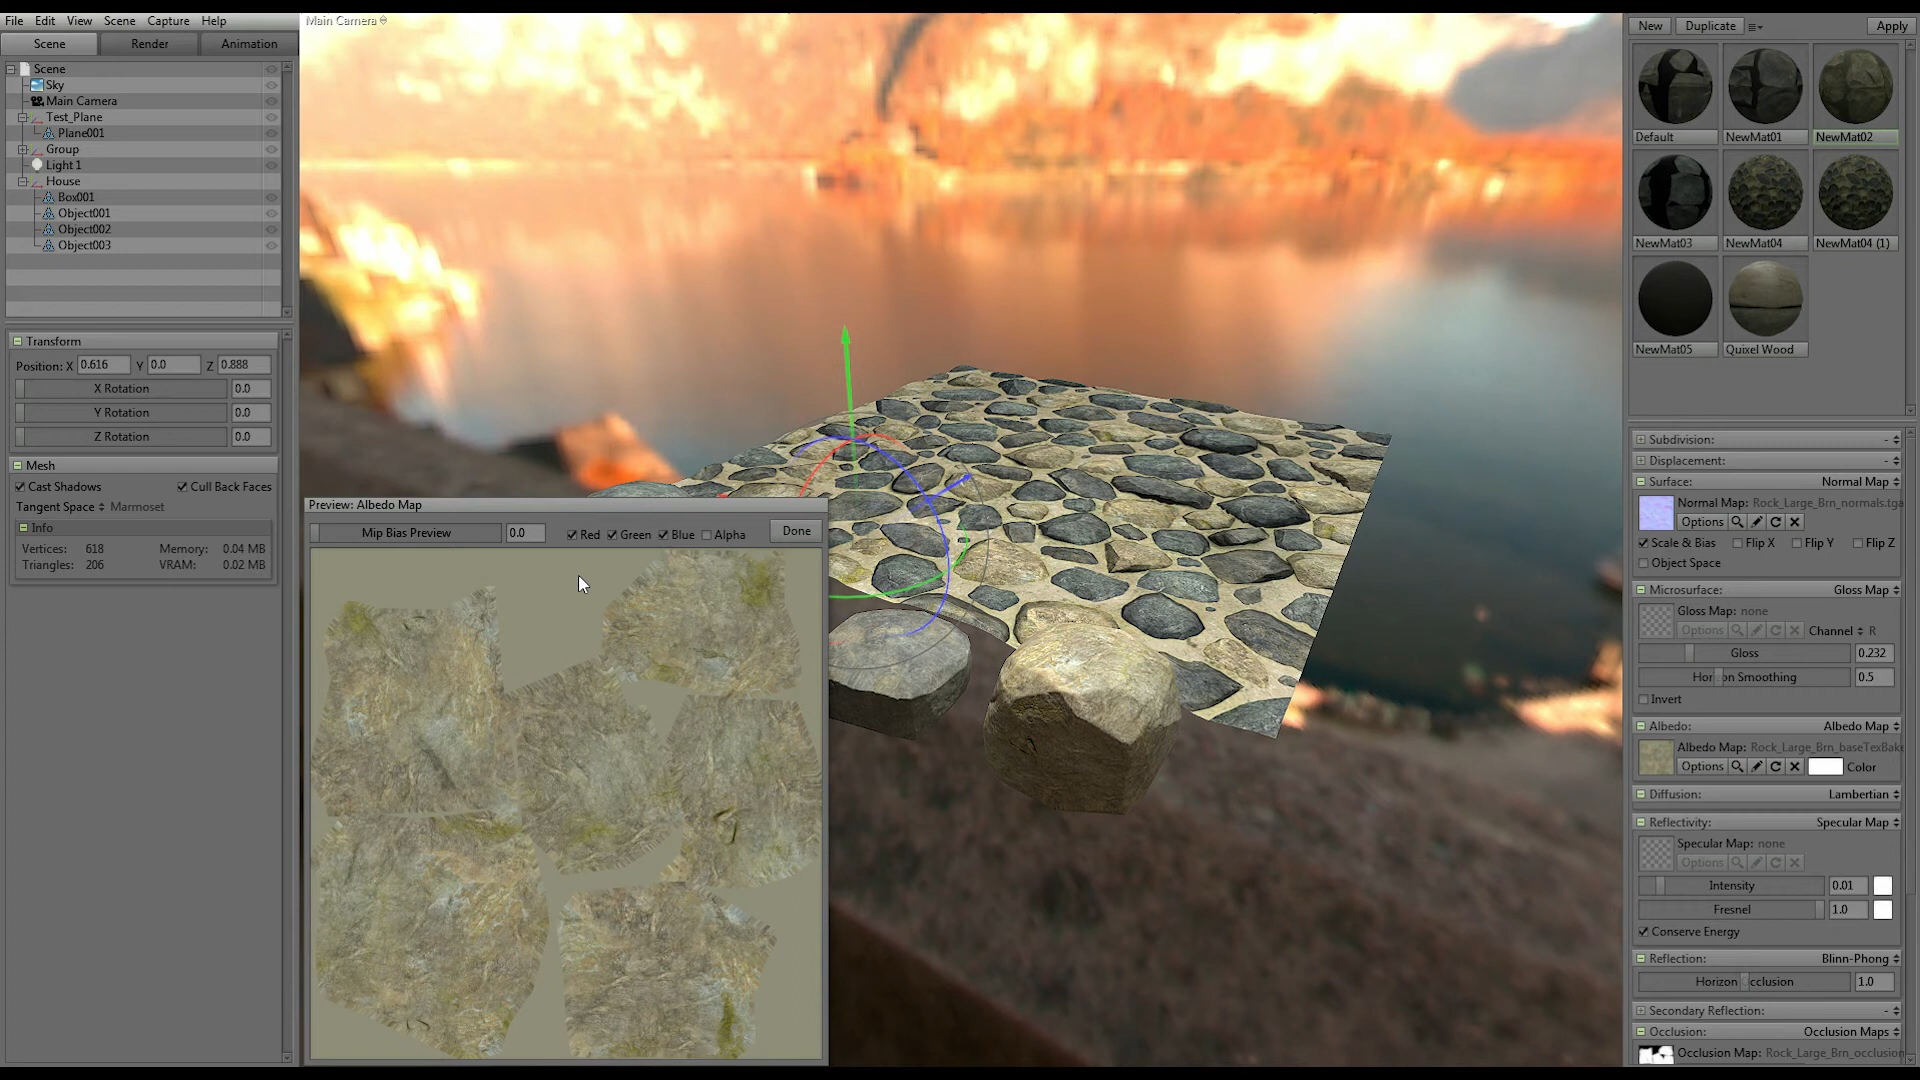 File Edit View Scene Capture Help
Scene Render Animation
Scene
Sky
Main Camera
Test_Plane
Plane001
Group
Light 1
House
Box001
Object001
Object002
Object003
Transform
Position: X 0.616 Y 0.0 Z 0.888
X Rotation 0.0
Y Rotation 0.0
Z Rotation 0.0
Mesh
Cast Shadows Cull Back Faces
Tangent Space Marmoset
Info
Vertices: 618 Memory: 0.04 MB
Triangles: 206 VRAM: 0.02 MB
Main Camera
Preview: Albedo Map
Mip Bias Preview 0.0 Red Green Blue Alpha Done
New Duplicate Apply
Default NewMat01 NewMat02
NewMat03 NewMat04 NewMat04 (1)
NewMat05 Quixel Wood
Subdivision: -
Displacement: -
Surface: Normal Map
Normal Map: Rock_Large_Brn_normals.tga
Options
Scale & Bias Flip X Flip Y Flip Z
Object Space
Microsurface: Gloss Map
Gloss Map: none
Options Channel R
Gloss 0.232
Horizon Smoothing 0.5
Invert
Albedo: Albedo Map
Albedo Map: Rock_Large_Brn_baseTexBake
Options Color
Diffusion: Lambertian
Reflectivity: Specular Map
Specular Map: none
Options
Intensity 0.01
Fresnel 1.0
Conserve Energy
Reflection: Blinn-Phong
Horizon Occlusion 1.0
Secondary Reflection: -
Occlusion: Occlusion Maps
Occlusion Map: Rock_Large_Brn_occlusion